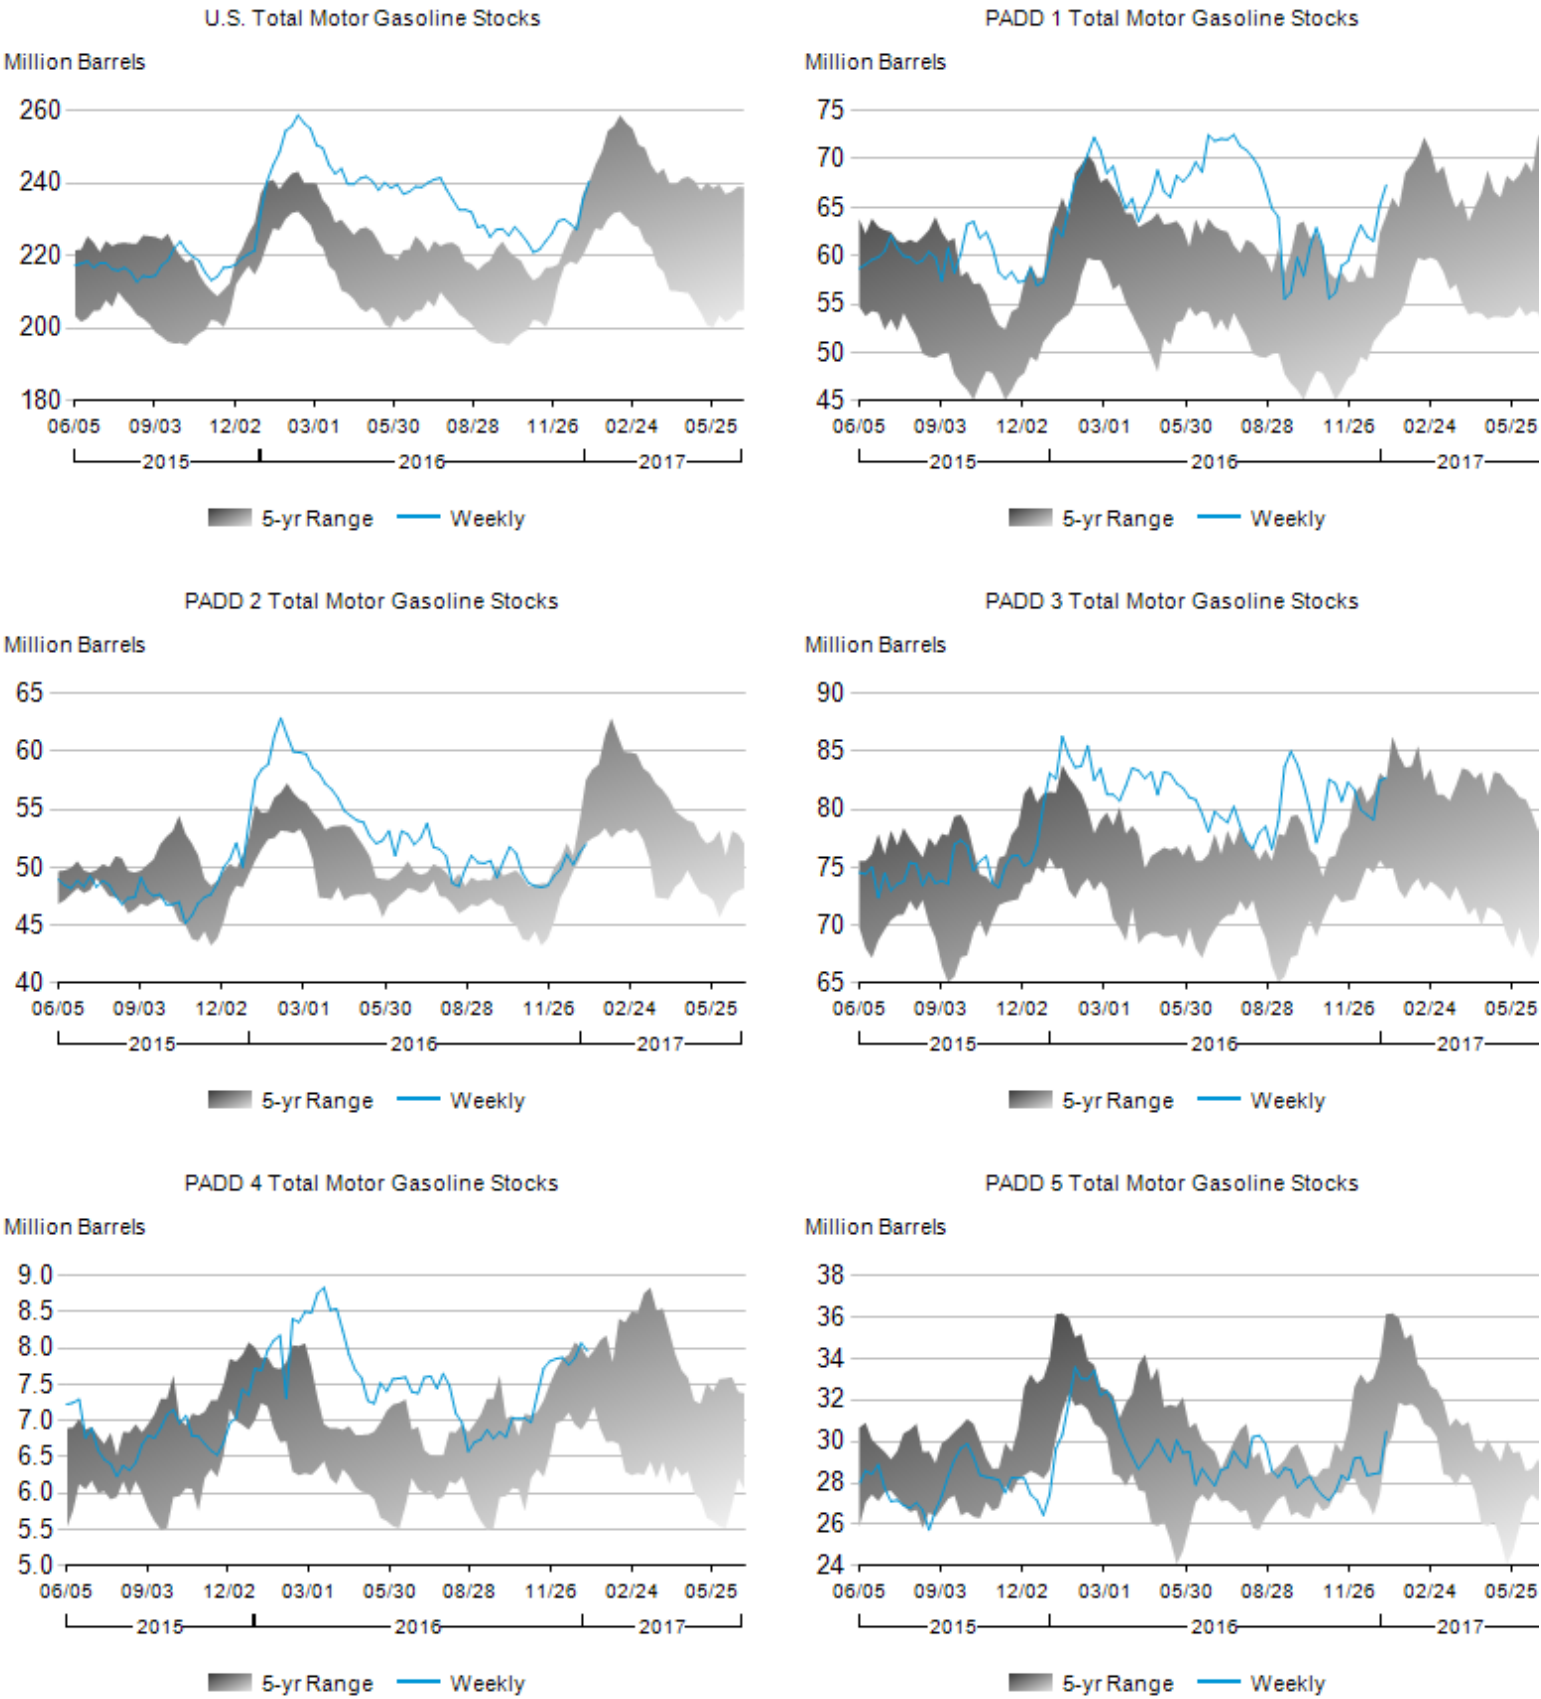 U.S. Total Motor Gasoline Stocks
Million Barrels
260
240
220
200
180
06/05 09/03 12/02 03/01 05/30 08/28 11/26 02/24 05/25
2015 2016 2017
5-yr Range Weekly
PADD 1 Total Motor Gasoline Stocks
Million Barrels
75
70
65
60
55
50
45
06/05 09/03 12/02 03/01 05/30 08/28 11/26 02/24 05/25
2015 2016 2017
5-yr Range Weekly
PADD 2 Total Motor Gasoline Stocks
Million Barrels
65
60
55
50
45
40
06/05 09/03 12/02 03/01 05/30 08/28 11/26 02/24 05/25
2015 2016 2017
5-yr Range Weekly
PADD 3 Total Motor Gasoline Stocks
Million Barrels
90
85
80
75
70
65
06/05 09/03 12/02 03/01 05/30 08/28 11/26 02/24 05/25
2015 2016 2017
5-yr Range Weekly
PADD 4 Total Motor Gasoline Stocks
Million Barrels
9.0
8.5
8.0
7.5
7.0
6.5
6.0
5.5
5.0
06/05 09/03 12/02 03/01 05/30 08/28 11/26 02/24 05/25
2015 2016 2017
5-yr Range Weekly
PADD 5 Total Motor Gasoline Stocks
Million Barrels
38
36
34
32
30
28
26
24
06/05 09/03 12/02 03/01 05/30 08/28 11/26 02/24 05/25
2015 2016 2017
5-yr Range Weekly